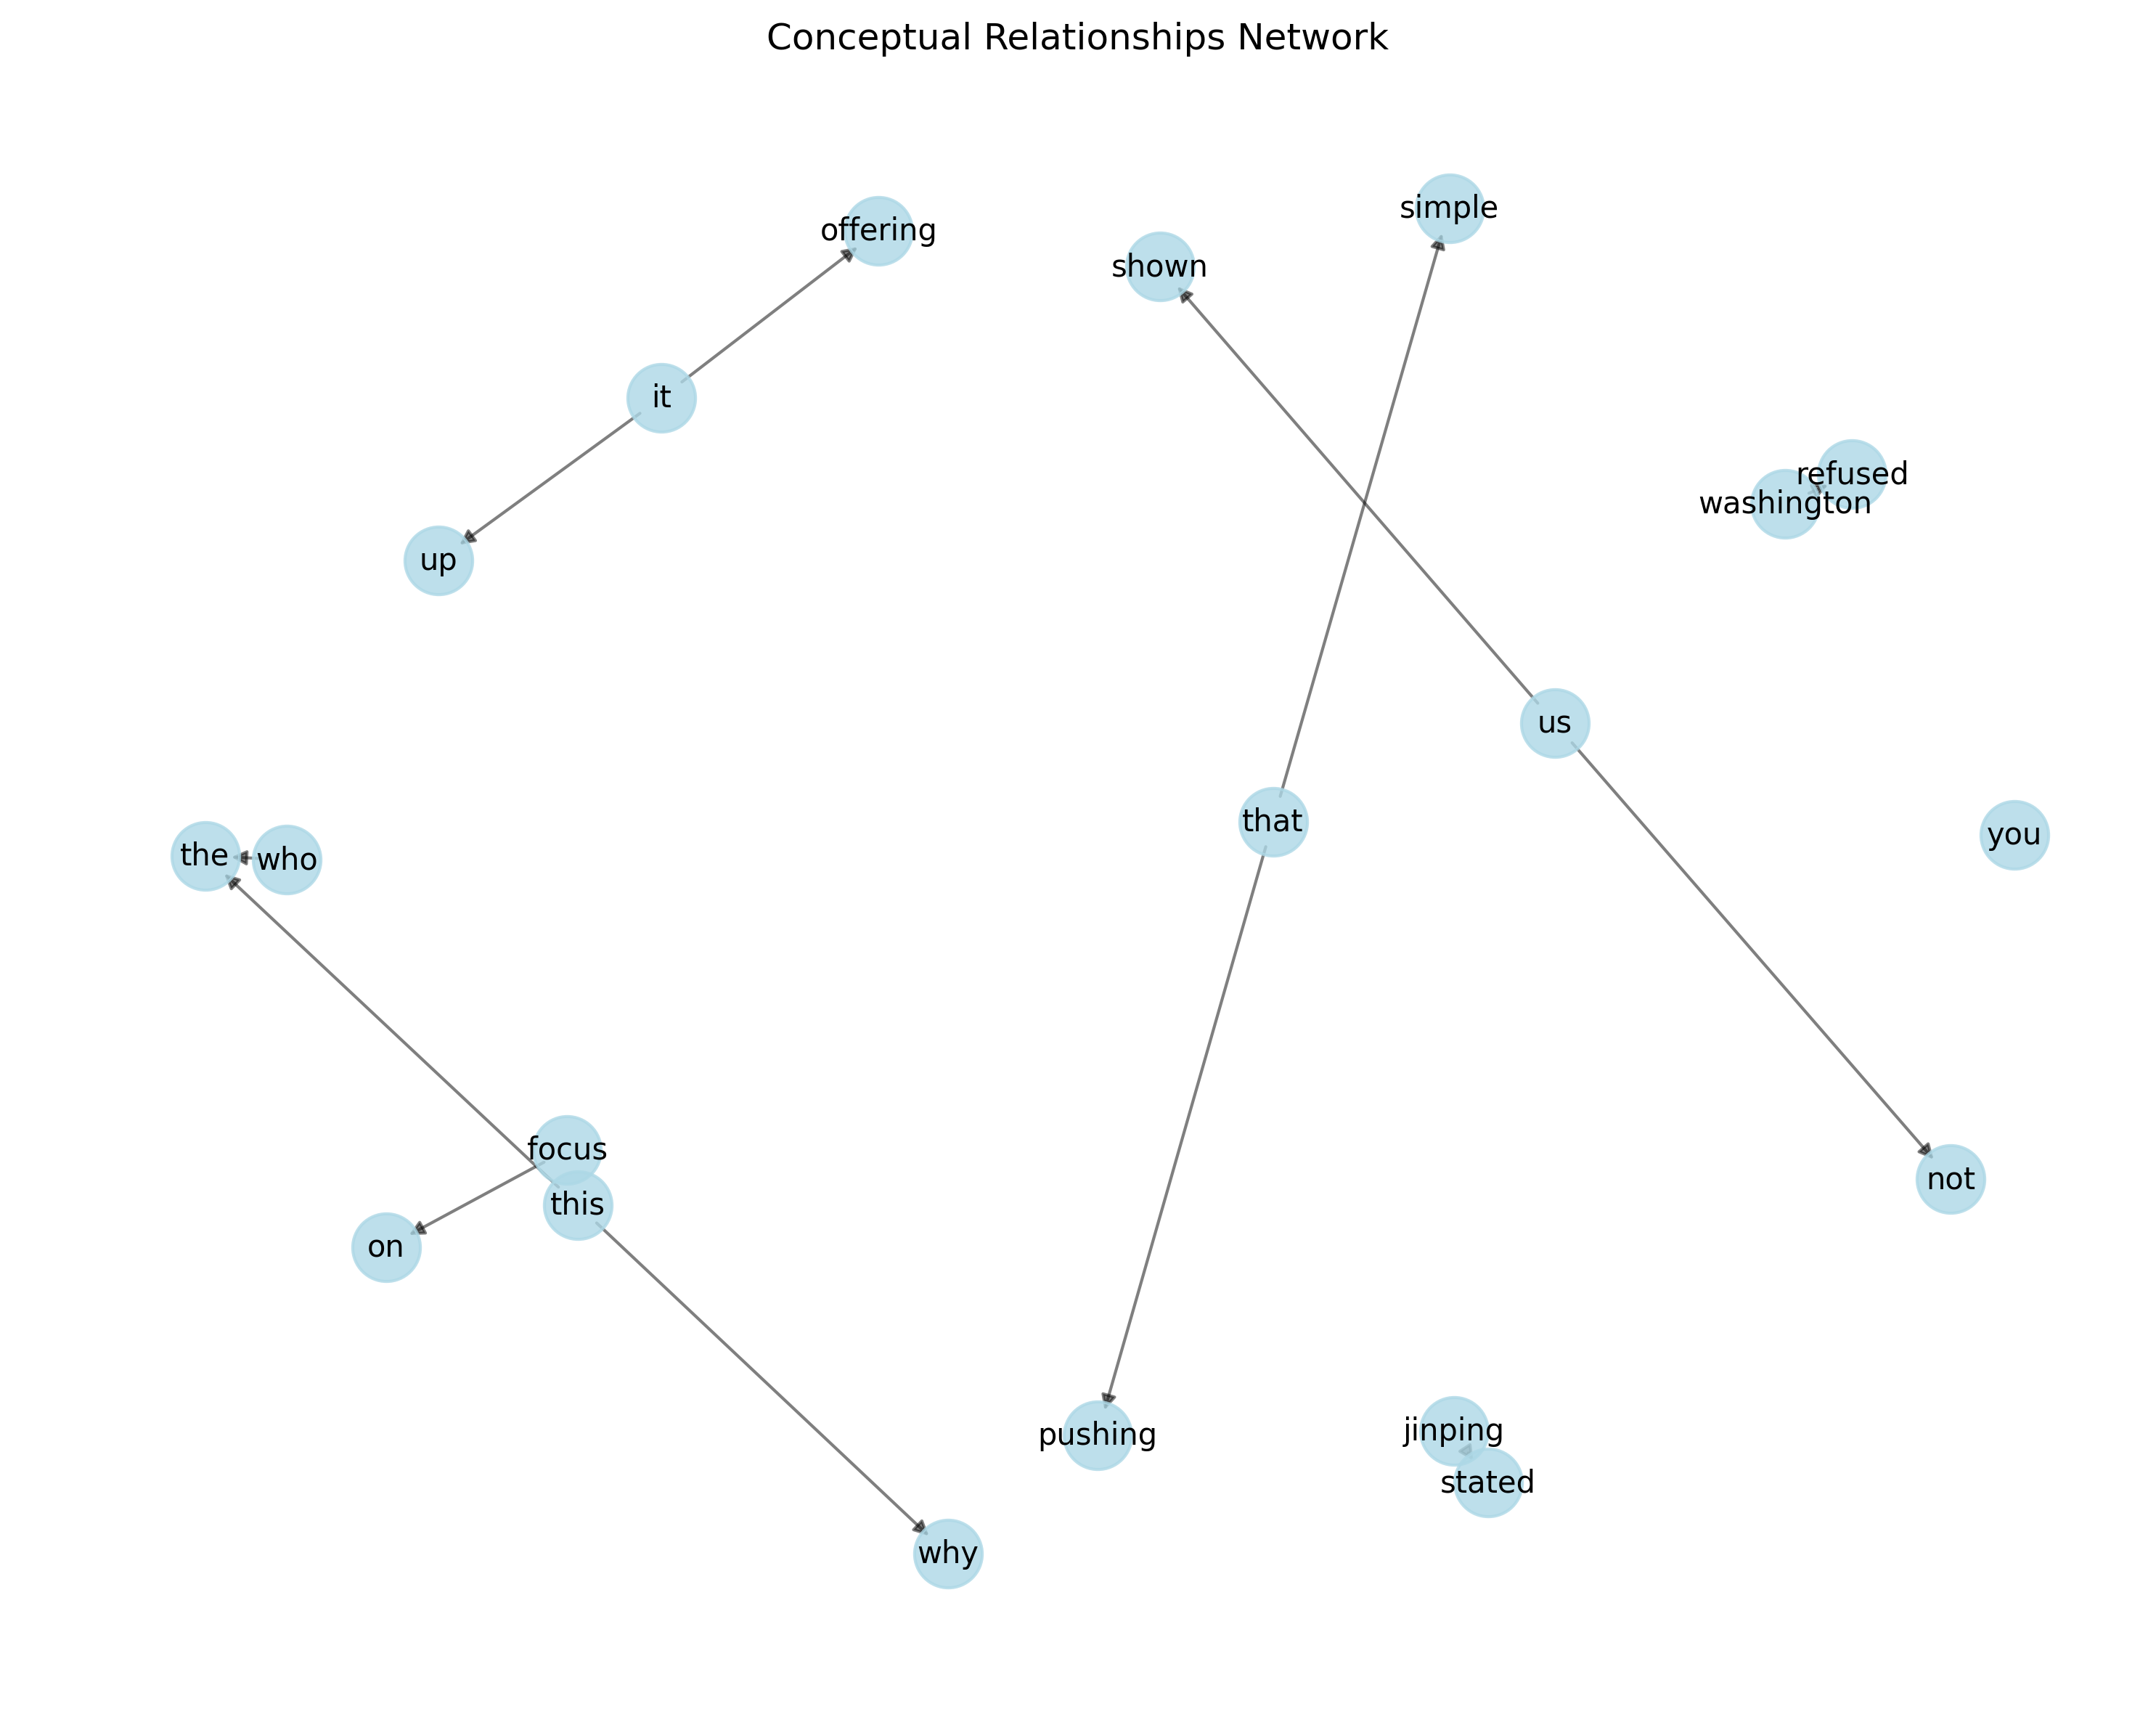 Conceptual Relationships Network
simple
offering
shown
it
refused
washington
up
us
that
you
the
who
focus
not
this
on
jinping
pushing
stated
why